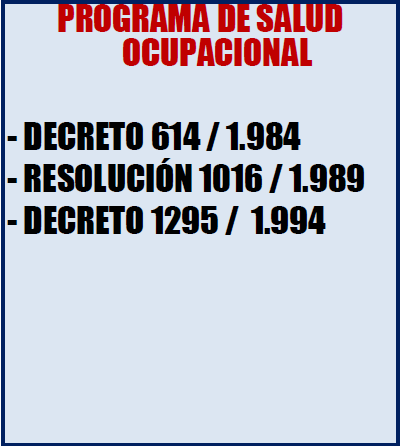 PROGRAMA DE SALUD
OCUPACIONAL
- DECRETO 614 / 1.984
- RESOLUCIÓN 1016 / 1.989
- DECRETO 1295 / 1.994